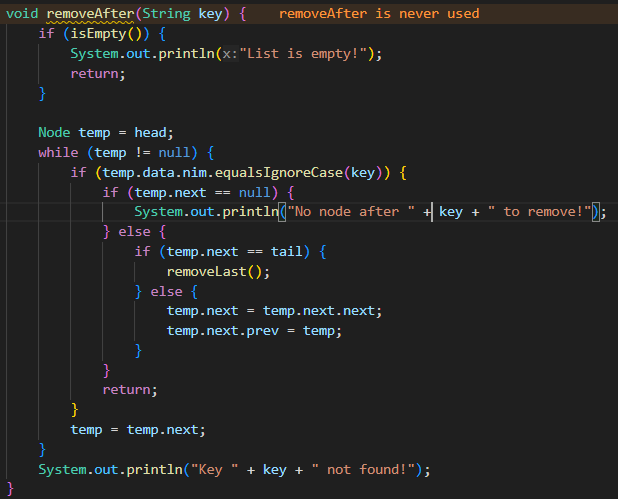 void removeAfter(String key) {    removeAfter is never used
    if (isEmpty()) {
        System.out.println(x:"List is empty!");
        return;
    }

    Node temp = head;
    while (temp != null) {
        if (temp.data.nim.equalsIgnoreCase(key)) {
            if (temp.next == null) {
                System.out.println("No node after " + key + " to remove!");
            } else {
                if (temp.next == tail) {
                    removeLast();
                } else {
                    temp.next = temp.next.next;
                    temp.next.prev = temp;
                }
            }
            return;
        }
        temp = temp.next;
    }
    System.out.println("Key " + key + " not found!");
}